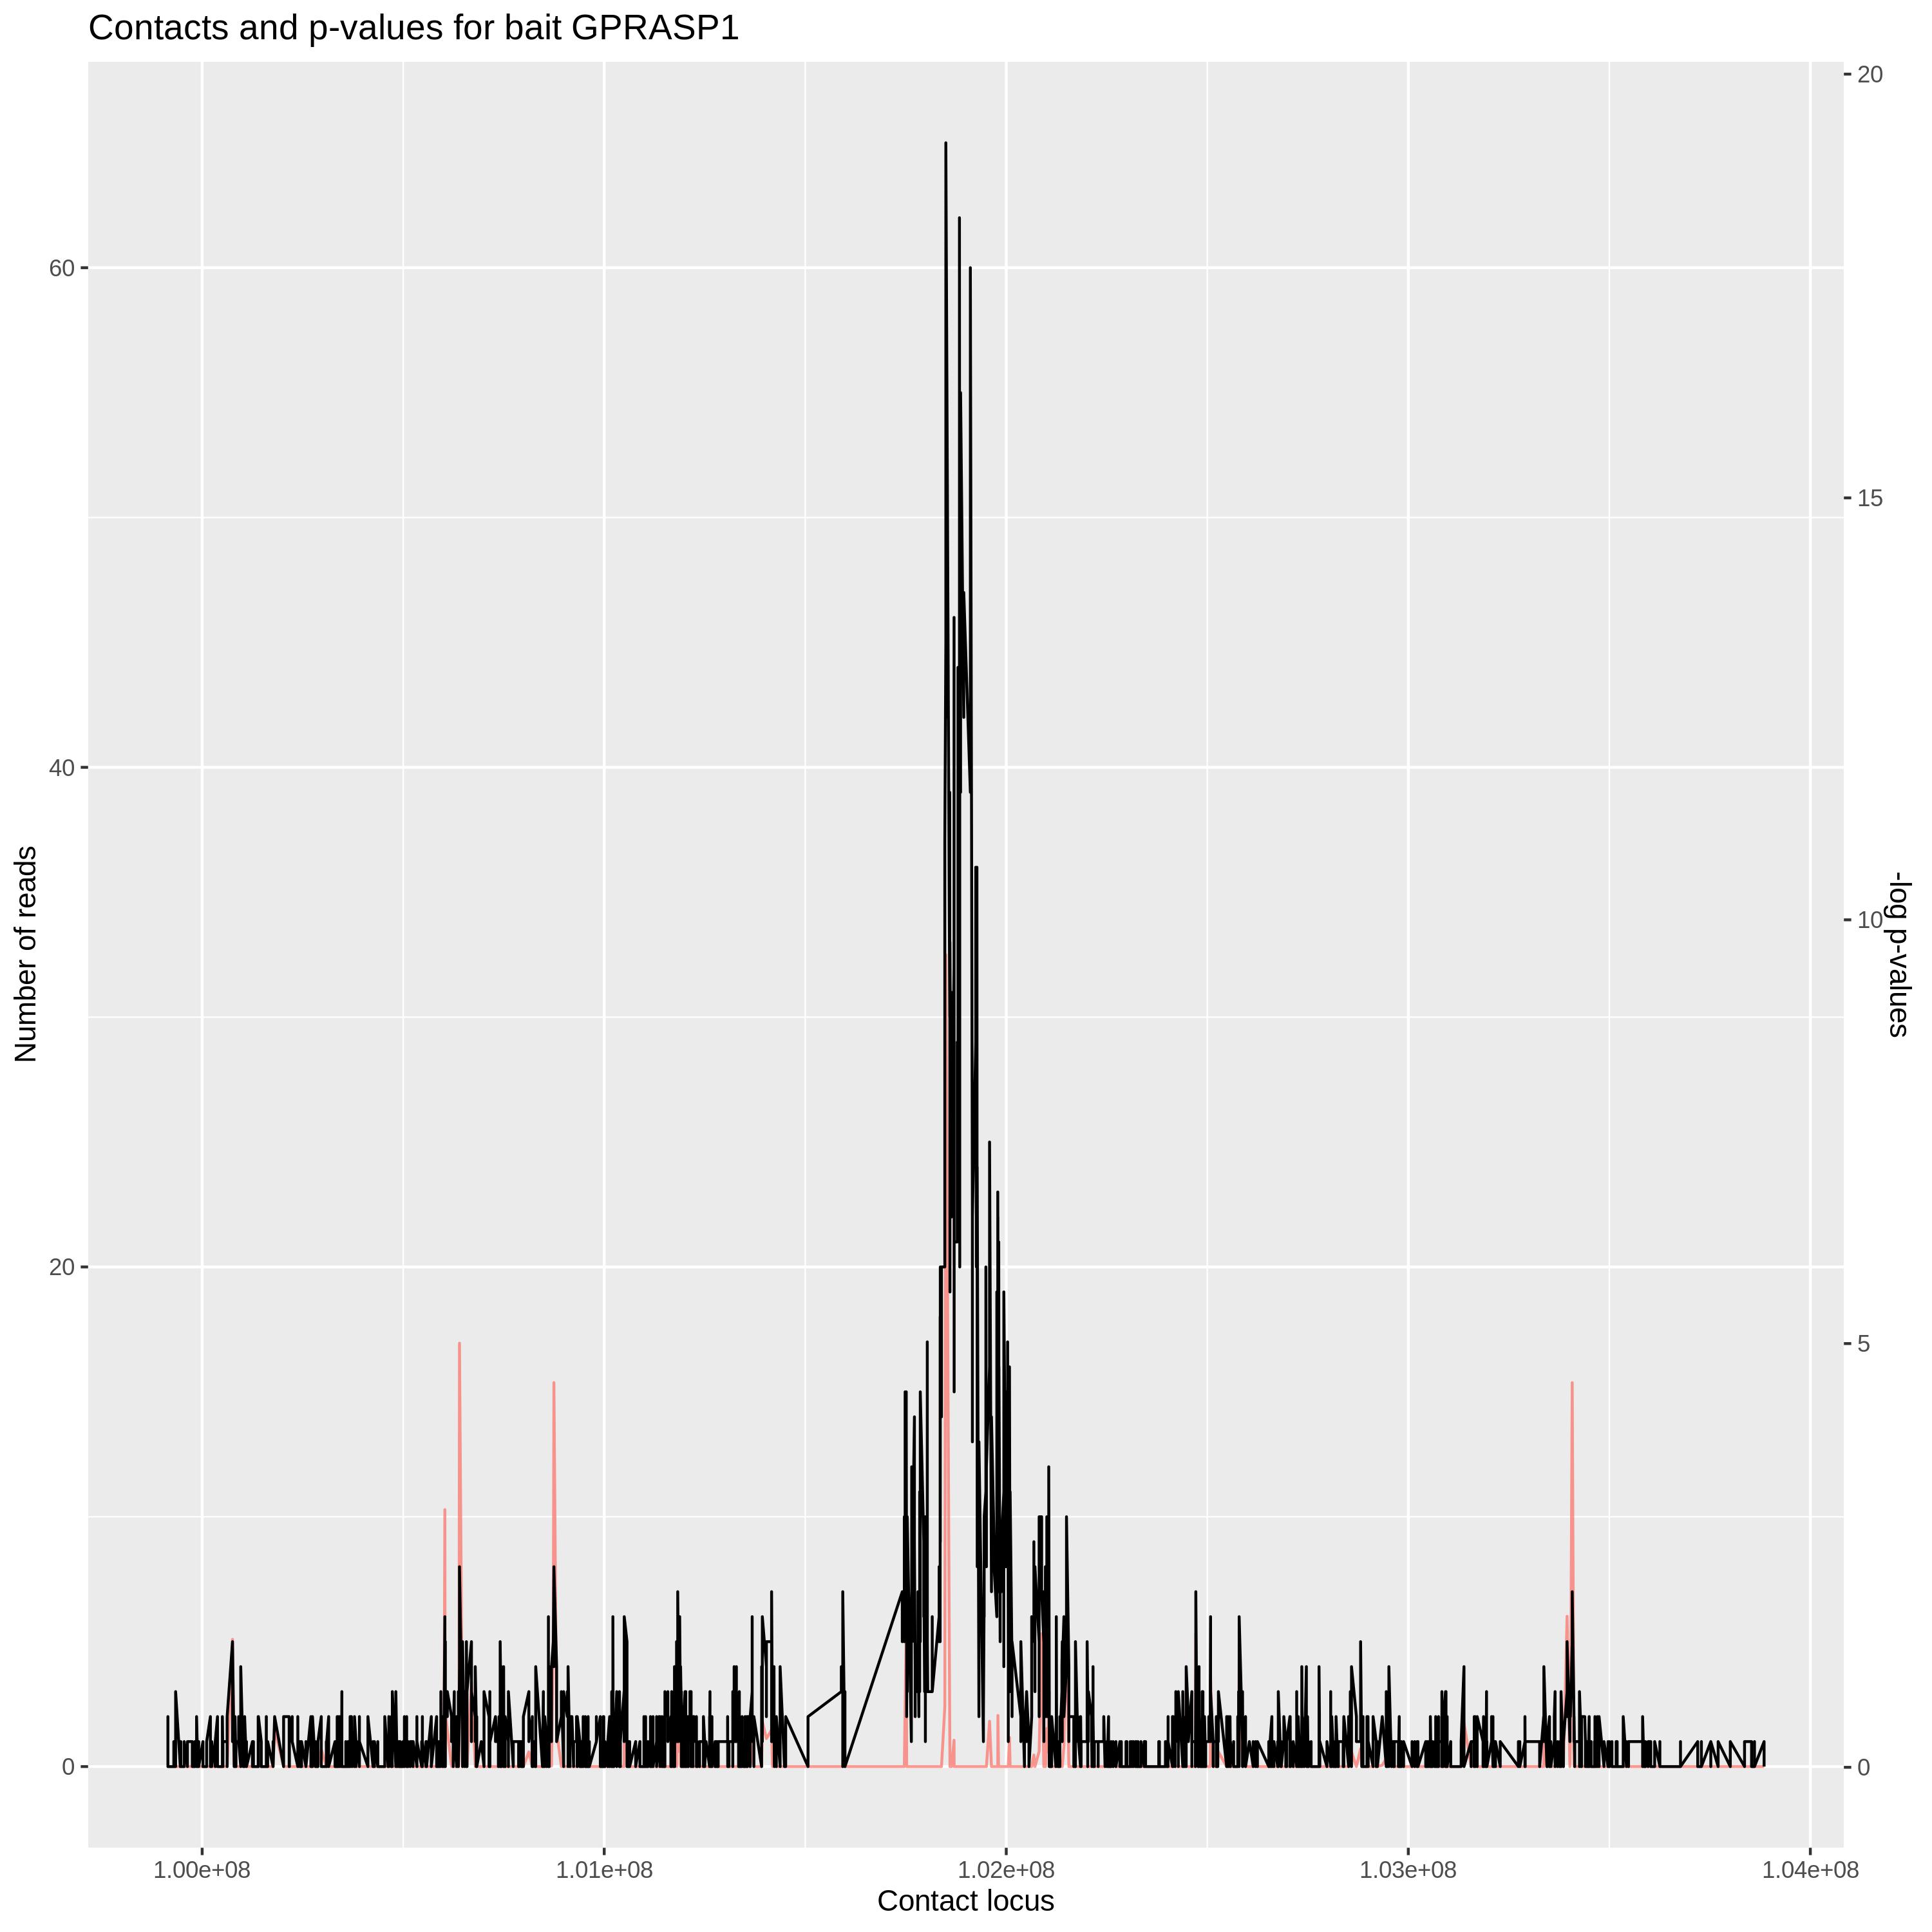 Contacts and p-values for bait GPRASP1
20
60
15
40
Number of reads
-log p-values
10
20
5
0
0
1.00e+08
1.01e+08
1.02e+08
1.03e+08
1.04e+08
Contact locus